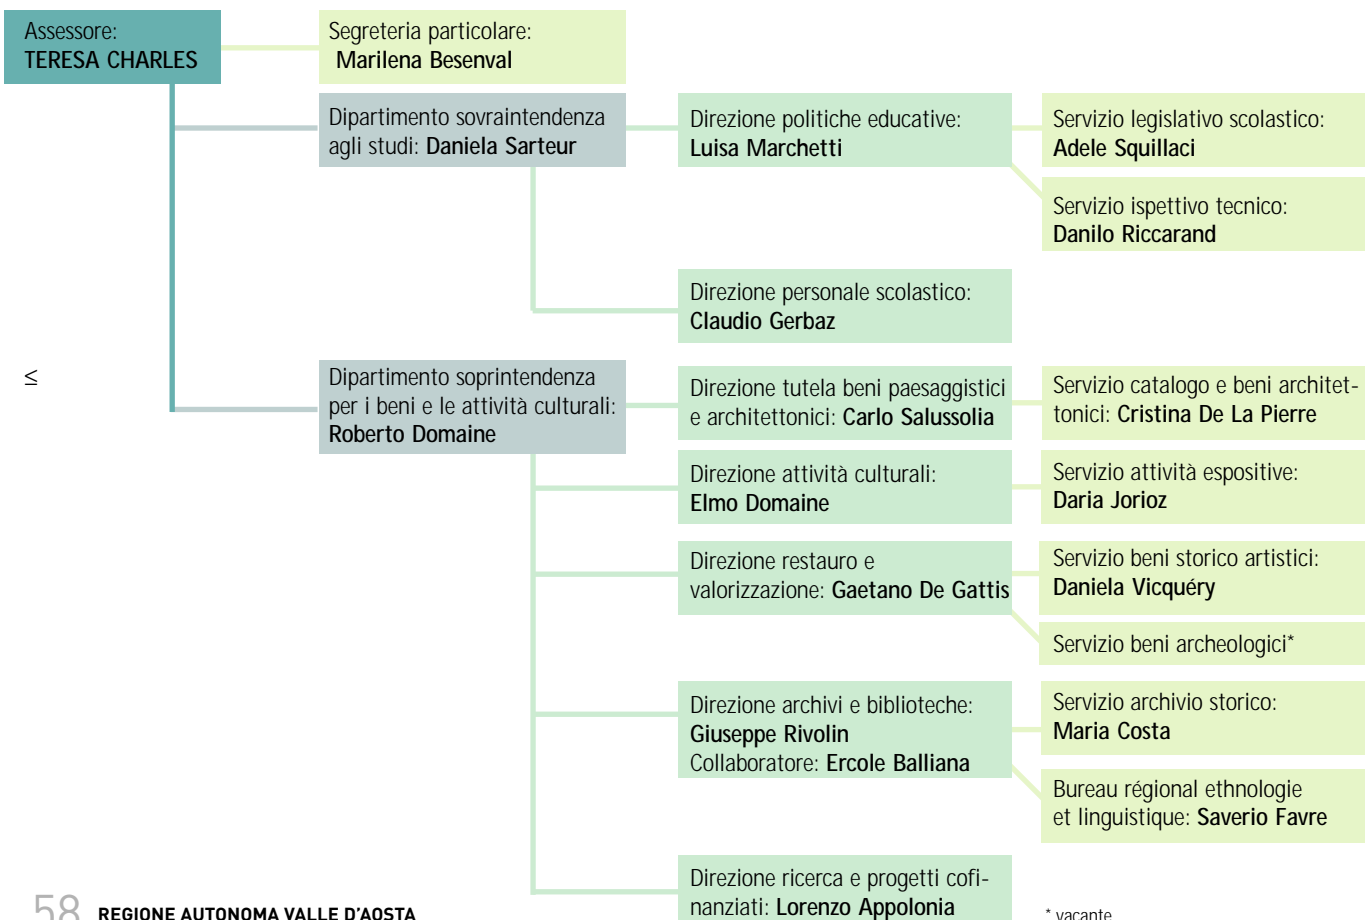 Assessore:
TERESA CHARLES
Segreteria particolare:
Marilena Besenval
Dipartimento sovraintendenza
agli studi: Daniela Sarteur
Direzione politiche educative:
Luisa Marchetti
Servizio legislativo scolastico:
Adele Squillaci
Servizio ispettivo tecnico:
Danilo Riccarand
Direzione personale scolastico:
Claudio Gerbaz
≤
Dipartimento soprintendenza
per i beni e le attività culturali:
Roberto Domaine
Direzione tutela beni paesaggistici
e architettonici: Carlo Salussolia
Servizio catalogo e beni architet-
tonici: Cristina De La Pierre
Direzione attività culturali:
Elmo Domaine
Servizio attività espositive:
Daria Jorioz
Direzione restauro e
valorizzazione: Gaetano De Gattis
Servizio beni storico artistici:
Daniela Vicquéry
Servizio beni archeologici*
Direzione archivi e biblioteche:
Giuseppe Rivolin
Collaboratore: Ercole Balliana
Servizio archivio storico:
Maria Costa
Bureau régional ethnologie
et linguistique: Saverio Favre
Direzione ricerca e progetti cofi-
nanziati: Lorenzo Appolonia
58 REGIONE AUTONOMA VALLE D'AOSTA
* vacante